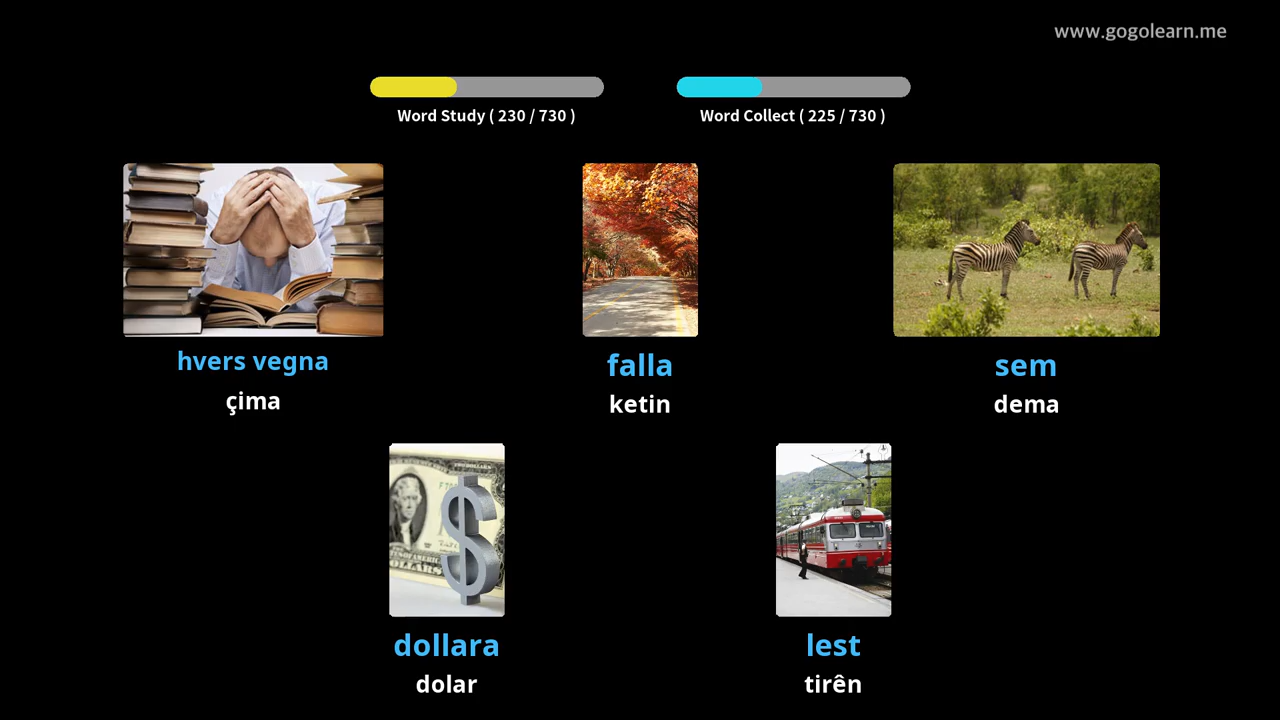 www.gogolearn.me
Word Study ( 230 / 730 )
Word Collect ( 225 / 730 )
hvers vegna
çima
falla
ketin
sem
dema
dollara
dolar
lest
tirên